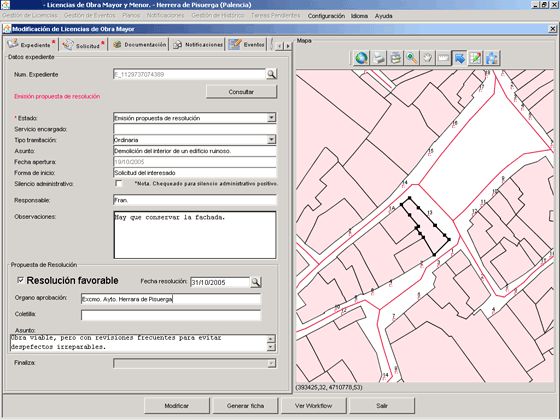 - Licencias de Obra Mayor y Menor. - Herrera de Pisuerga (Palencia)
Gestión de Licencias Gestión de Eventos Planos Gestión de Histórico Tareas Pendientes Configuración Idioma Ayuda
Modificación de Licencias de Obra Mayor
Expediente * Solicitud * Documentación Notificaciones Eventos
Mapa
Datos expediente
Num. Expediente E_1129737074389
Emisión propuesta de resolución
Consultar
* Estado: Emisión propuesta de resolución
Servicio encargado:
Tipo tramitación: Ordinaria
Asunto: Demolición del interior de un edificio ruinoso.
Fecha apertura: 19/10/2005
Forma de inicio: Solicitud del interesado
Silencio administrativo: *Nota. Chequeado para silencio administrativo positivo.
Responsable: Fran.
Observaciones: Hay que conservar la fachada.
Propuesta de Resolución
Resolución favorable Fecha resolución: 31/10/2005
Organo aprobación: Excmo. Ayto. Herrara de Pisuerga
Coletilla:
Asunto:
Obra viable, pero con revisiones frecuentes para evitar
despefectos irreparables.
Finaliza:
(393425,32, 4710778,53)
Modificar Generar ficha Ver Workflow Salir